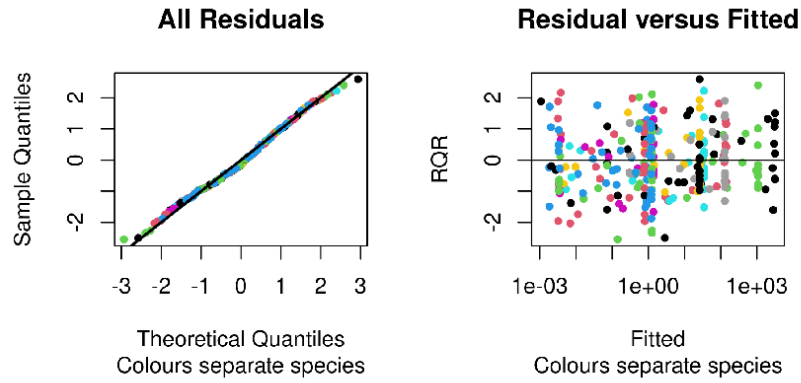 All Residuals
Sample Quantiles
-2
0
1
2
-3
-2
-1
0
1
2
3
Theoretical Quantiles
Colours separate species
Residual versus Fitted
RQR
-2
0
1
2
1e-03
1e+00
1e+03
Fitted
Colours separate species